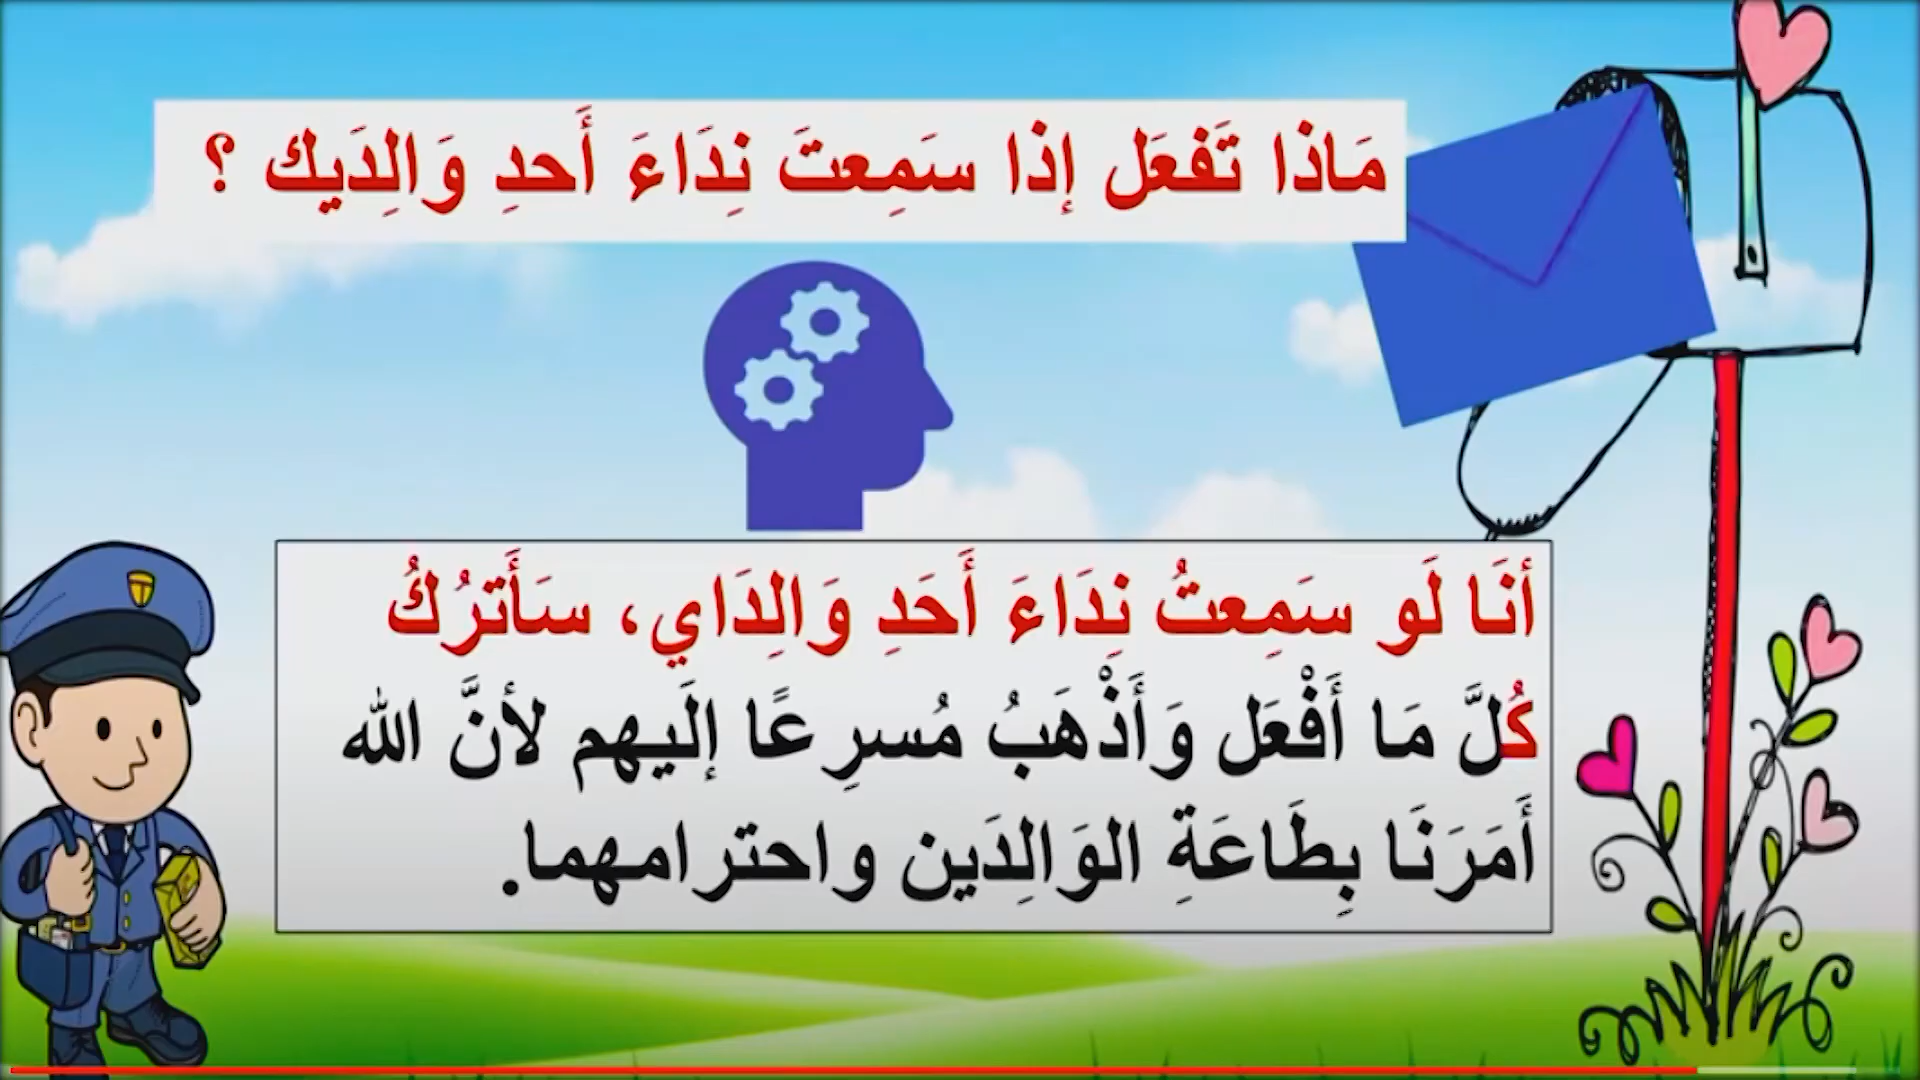 مَاذا تَفعَل إذا سَمِعتَ نِدَاءَ أَحدِ وَالِدَيك ؟
أنَا لَو سَمِعتُ نِدَاءَ أَحَدِ وَالِدَاي، سَأَترُكُ
كُلَّ مَا أَفْعَل وَأَذْهَبُ مُسرِعًا إلَيهم لأنَّ الله
أَمَرَنَا بِطَاعَةِ الوَالِدَين واحترامهما.